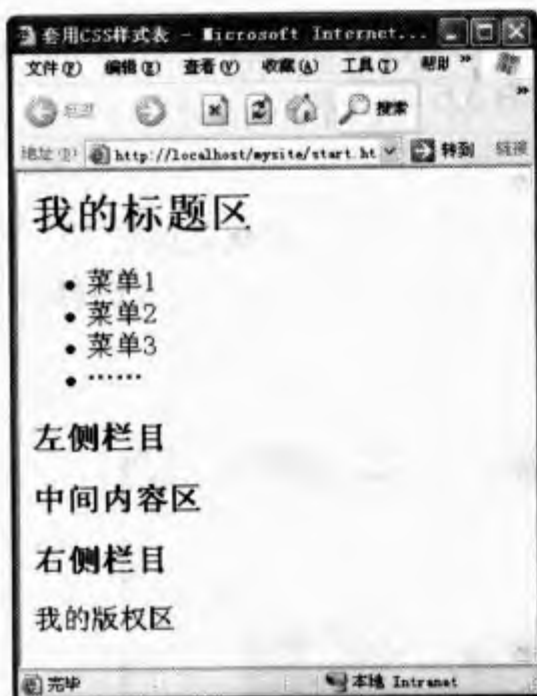 套用CSS样式表 - Microsoft Internet...
文件(F) 编辑(E) 查看(V) 收藏(A) 工具(T) 帮助 »
后退 搜索 »
地址(D) http://localhost/mysite/start.ht 转到 链接
我的标题区
• 菜单1
• 菜单2
• 菜单3
• ……
左侧栏目
中间内容区
右侧栏目
我的版权区
完毕 本地 Intranet